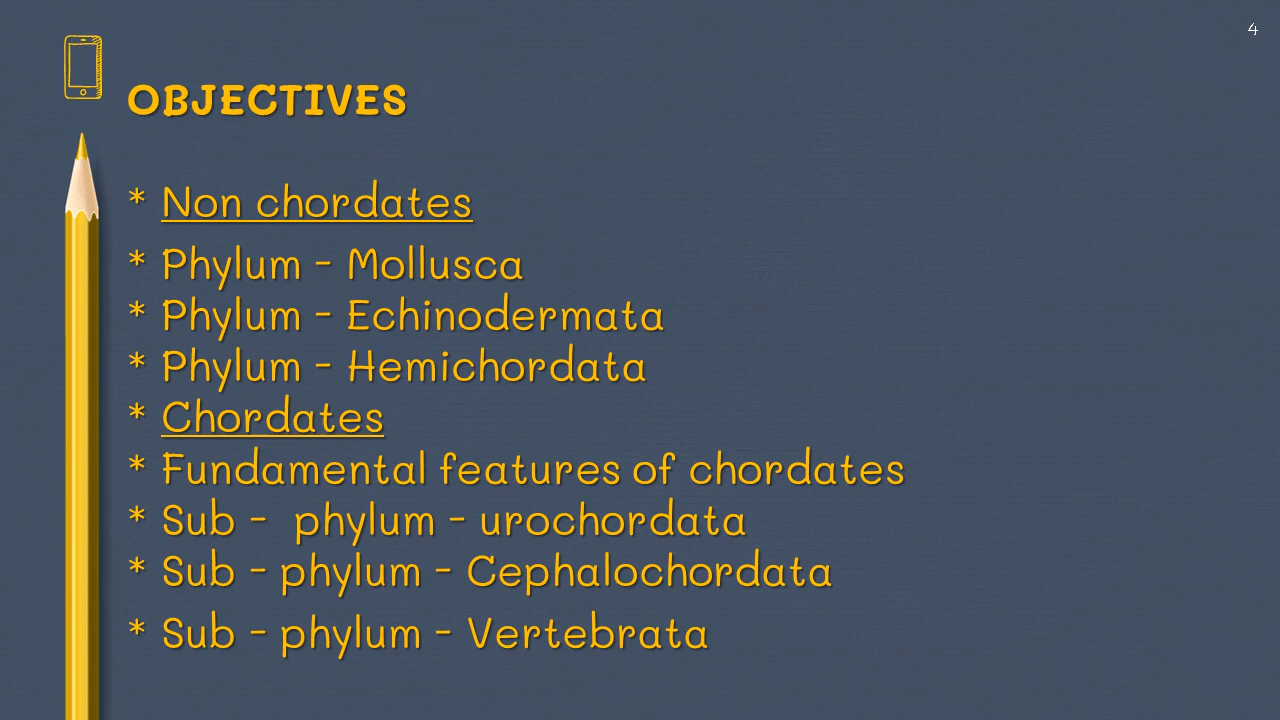 4
OBJECTIVES
* Non chordates
* Phylum - Mollusca
* Phylum - Echinodermata
* Phylum - Hemichordata
* Chordates
* Fundamental features of chordates
* Sub -  phylum - urochordata
* Sub - phylum - Cephalochordata
* Sub - phylum - Vertebrata